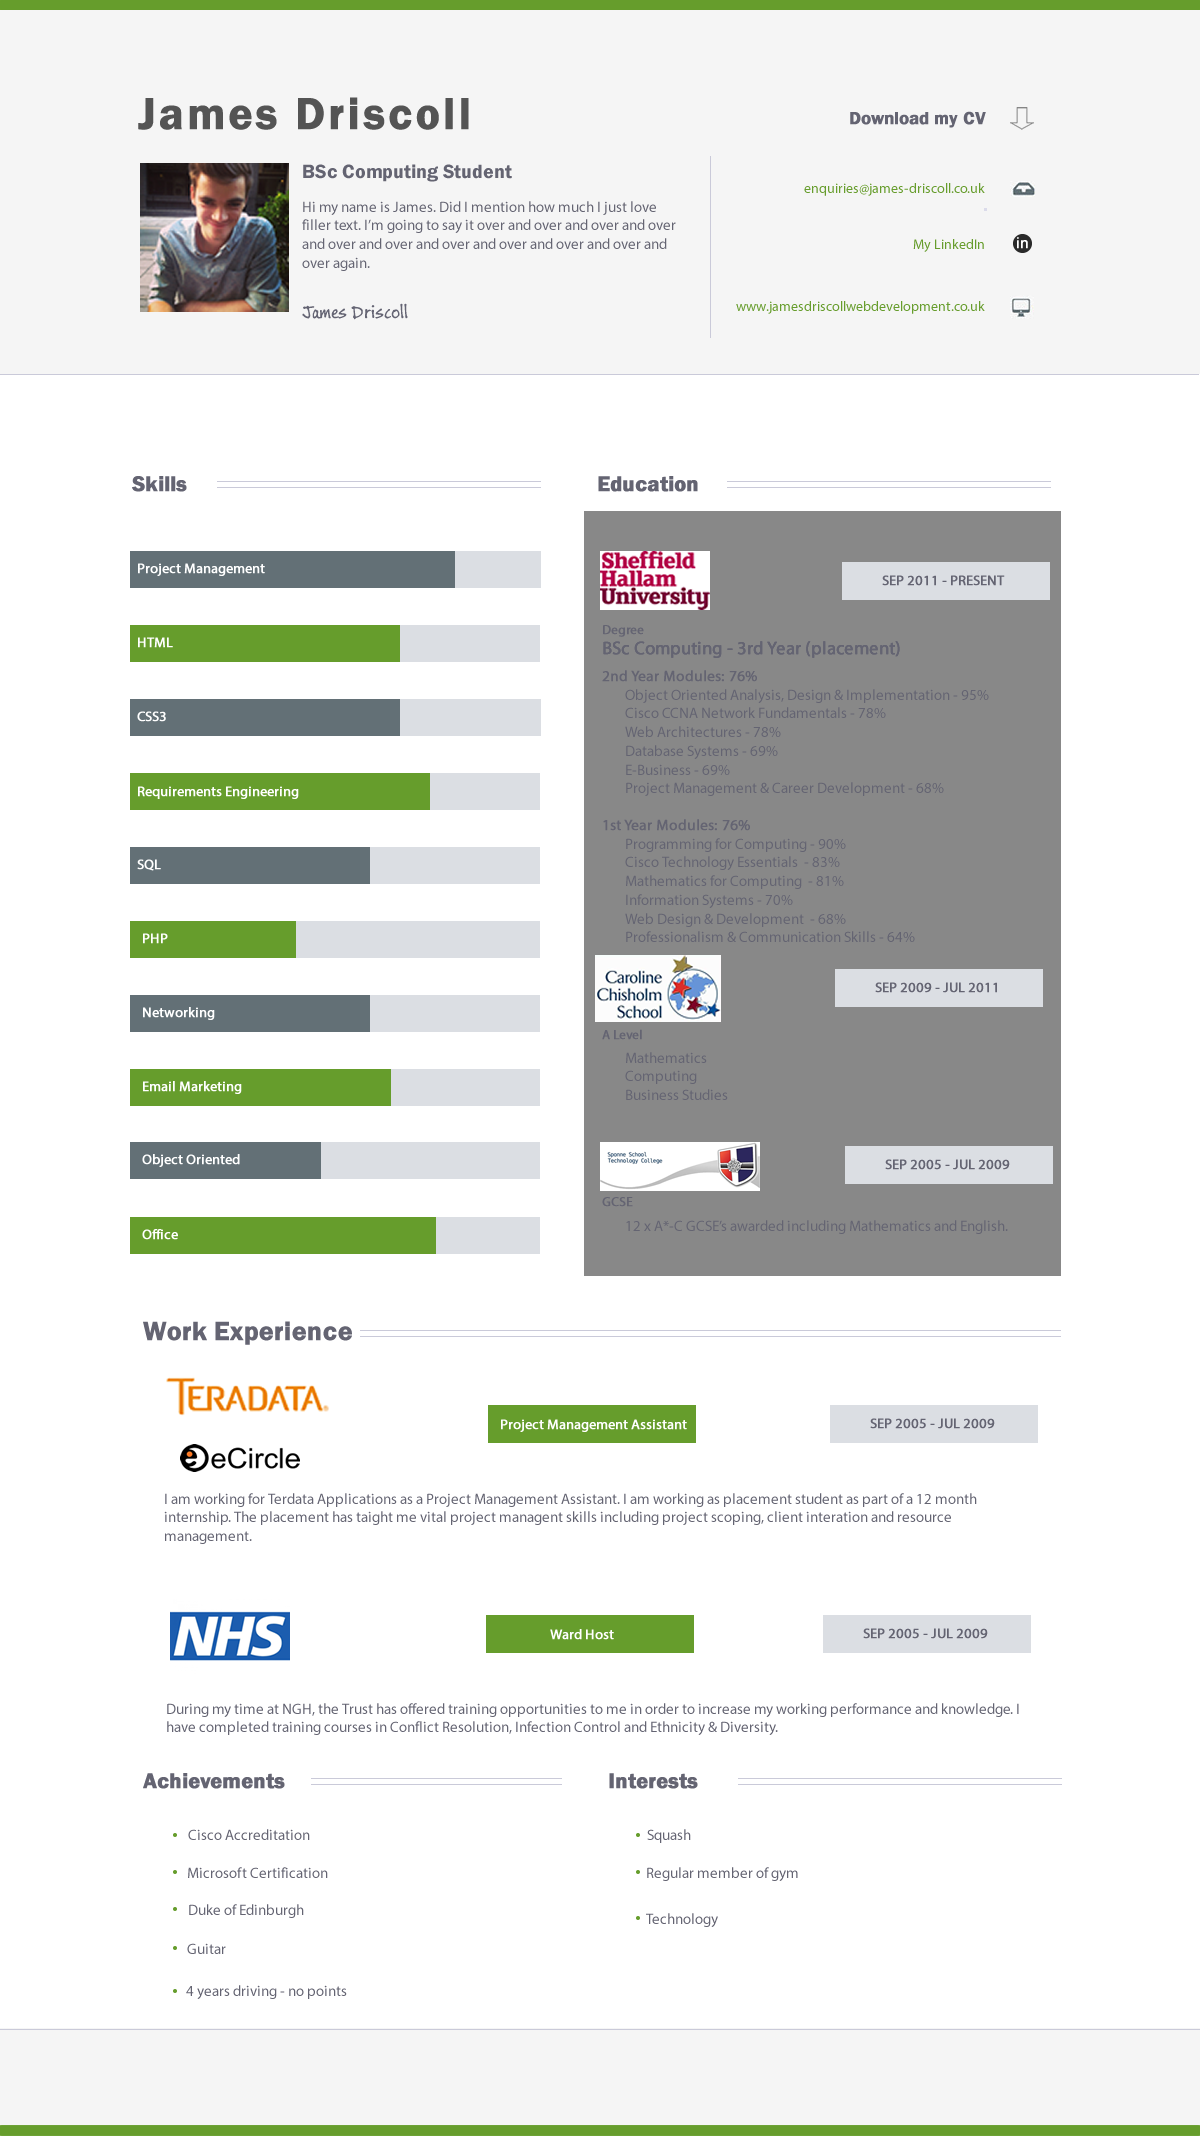 James Driscoll
Download my CV
BSc Computing Student
Hi my name is James. Did I mention how much I just love
filler text. I'm going to say it over and over and over and over
and over and over and over and over and over and over and
over again.
James Driscoll
enquiries@james-driscoll.co.uk
My LinkedIn
in
www.jamesdriscollwebdevelopment.co.uk
Skills
Project Management
HTML
CSS3
Requirements Engineering
SQL
PHP
Networking
Email Marketing
Object Oriented
Office
Education
Sheffield
Hallam
University
SEP 2011 - PRESENT
Degree
BSc Computing - 3rd Year (placement)
2nd Year Modules: 76%
Object Oriented Analysis, Design & Implementation - 95%
Cisco CCNA Network Fundamentals - 78%
Web Architectures - 78%
Database Systems - 69%
E-Business - 69%
Project Management & Career Development - 68%
1st Year Modules: 76%
Programming for Computing - 90%
Cisco Technology Essentials - 83%
Mathematics for Computing - 81%
Information Systems - 70%
Web Design & Development - 68%
Professionalism & Communication Skills - 64%
Caroline
Chisholm
School
SEP 2009 - JUL 2011
A Level
Mathematics
Computing
Business Studies
Sponne School
Technology College
SEP 2005 - JUL 2009
GCSE
12 x A*-C GCSE's awarded including Mathematics and English.
Work Experience
TERADATA
eCircle
Project Management Assistant
SEP 2005 - JUL 2009
I am working for Terdata Applications as a Project Management Assistant. I am working as placement student as part of a 12 month
internship. The placement has taight me vital project managent skills including project scoping, client interation and resource
management.
NHS
Ward Host
SEP 2005 - JUL 2009
During my time at NGH, the Trust has offered training opportunities to me in order to increase my working performance and knowledge. I
have completed training courses in Conflict Resolution, Infection Control and Ethnicity & Diversity.
Achievements
• Cisco Accreditation
• Microsoft Certification
• Duke of Edinburgh
• Guitar
• 4 years driving - no points
Interests
• Squash
• Regular member of gym
• Technology